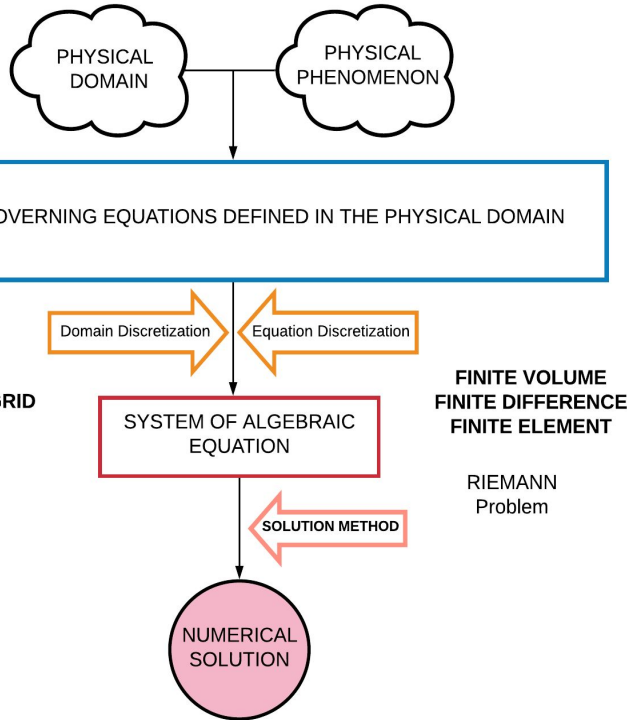 PHYSICAL
DOMAIN
PHYSICAL
PHENOMENON
OVERNING EQUATIONS DEFINED IN THE PHYSICAL DOMAIN
Domain Discretization
Equation Discretization
GRID
SYSTEM OF ALGEBRAIC
EQUATION
FINITE VOLUME
FINITE DIFFERENCE
FINITE ELEMENT
RIEMANN
Problem
SOLUTION METHOD
NUMERICAL
SOLUTION